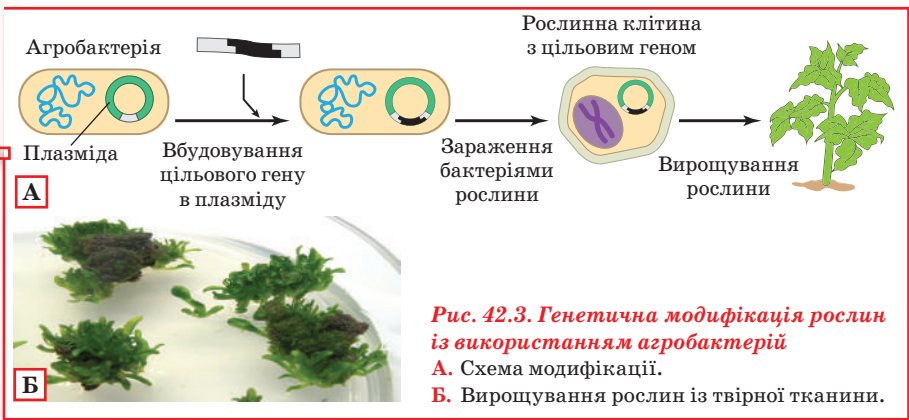 Агробактерія
Плазміда
Вбудовування
цільового гену
в плазміду
Зараження
бактеріями
рослини
Рослинна клітина
з цільовим геном
Вирощування
рослини
А
Б
Рис. 42.3. Генетична модифікація рослин
із використанням агробактерій
А. Схема модифікації.
Б. Вирощування рослин із твірної тканини.